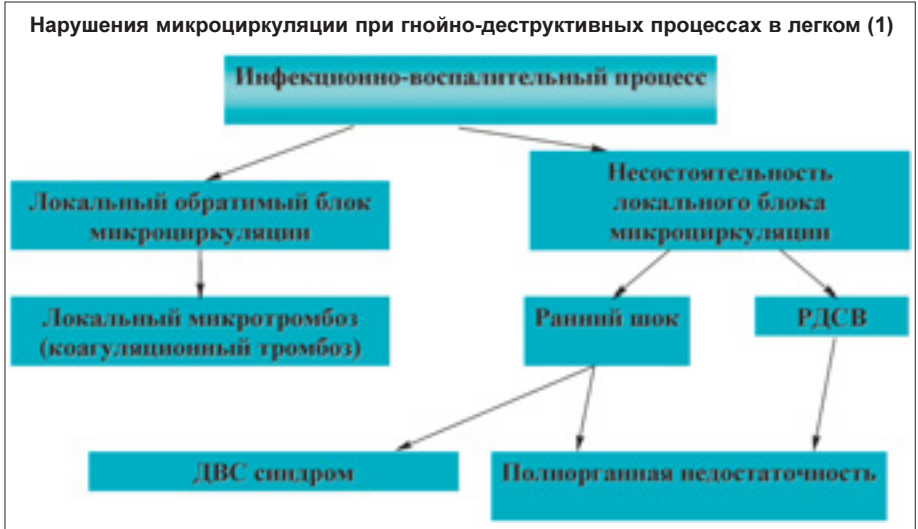 Нарушения микроциркуляции при гнойно-деструктивных процессах в легком (1)
Инфекционно-воспалительный процесс
Локальный обратимый блок
микроциркуляции
Несостоятельность
локального блока
микроциркуляции
Локальный микротромбоз
(коагуляционный тромбоз)
Ранний шок
РДСВ
ДВС синдром
Полиорганная недостаточность